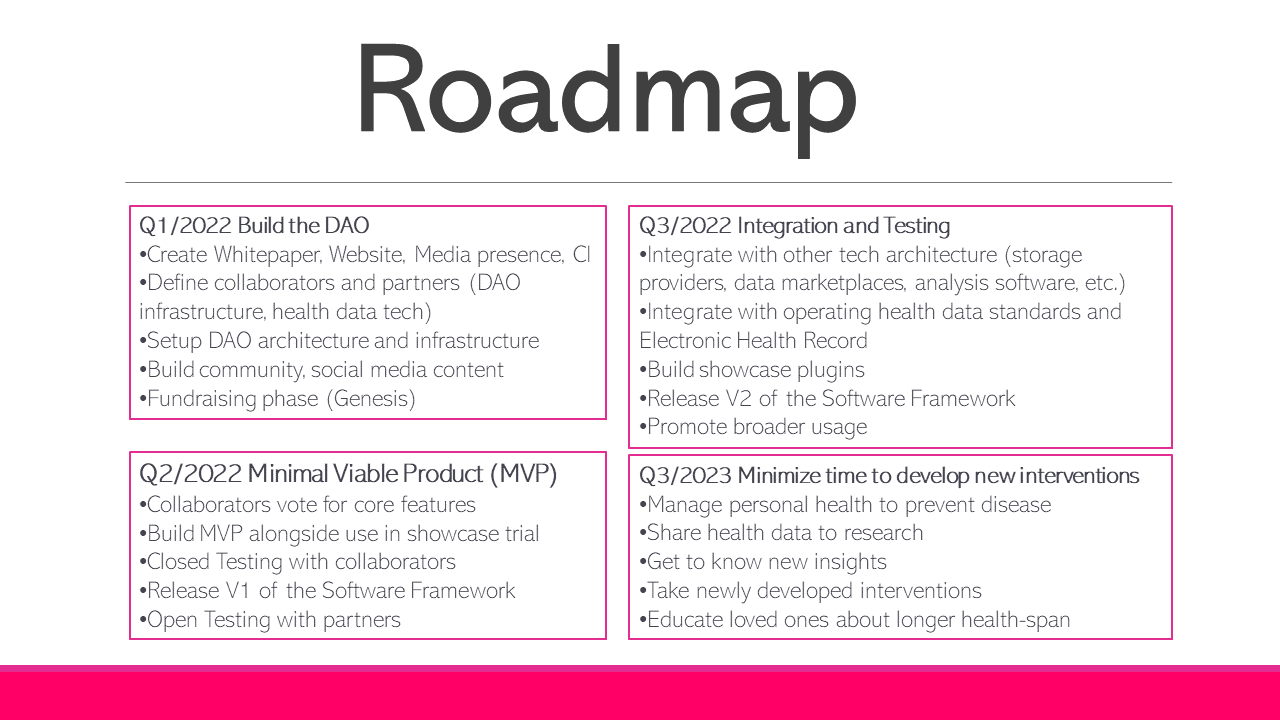 Roadmap
Q1/2022 Build the DAO
•Create Whitepaper, Website, Media presence, CI
•Define collaborators and partners (DAO
infrastructure, health data tech)
•Setup DAO architecture and infrastructure
•Build community, social media content
•Fundraising phase (Genesis)
Q2/2022 Minimal Viable Product (MVP)
•Collaborators vote for core features
•Build MVP alongside use in showcase trial
•Closed Testing with collaborators
•Release V1 of the Software Framework
•Open Testing with partners
Q3/2022 Integration and Testing
•Integrate with other tech architecture (storage
providers, data marketplaces, analysis software, etc.)
•Integrate with operating health data standards and
Electronic Health Record
•Build showcase plugins
•Release V2 of the Software Framework
•Promote broader usage
Q3/2023 Minimize time to develop new interventions
•Manage personal health to prevent disease
•Share health data to research
•Get to know new insights
•Take newly developed interventions
•Educate loved ones about longer health-span